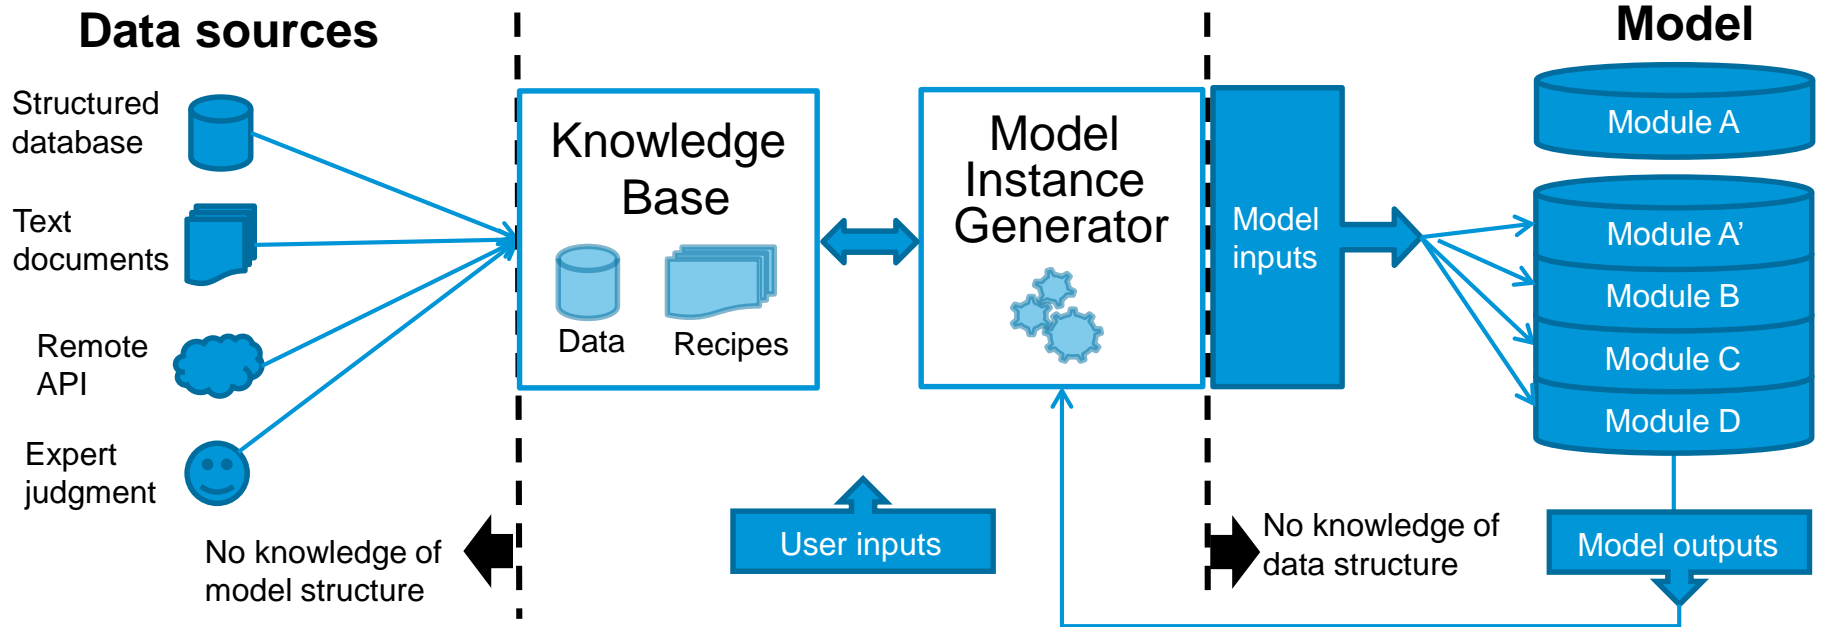 Data sources
Structured
database
Text
documents
Remote
API
Expert
judgment
No knowledge of
model structure
Knowledge
Base
Data
Recipes
User inputs
Model
Instance
Generator
Model
inputs
No knowledge of
data structure
Model
Module A
Module A’
Module B
Module C
Module D
Model outputs